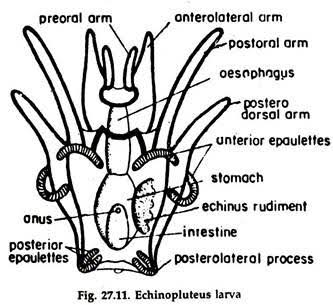 preoral arm
anterolateral arm
postoral arm
oesophagus
postero
dorsal arm
anterior epaulettes
stomach
anus
echinus rudiment
intestine
posterior
epaulettes
posterolateral process
Fig. 27.11. Echinopluteus larva